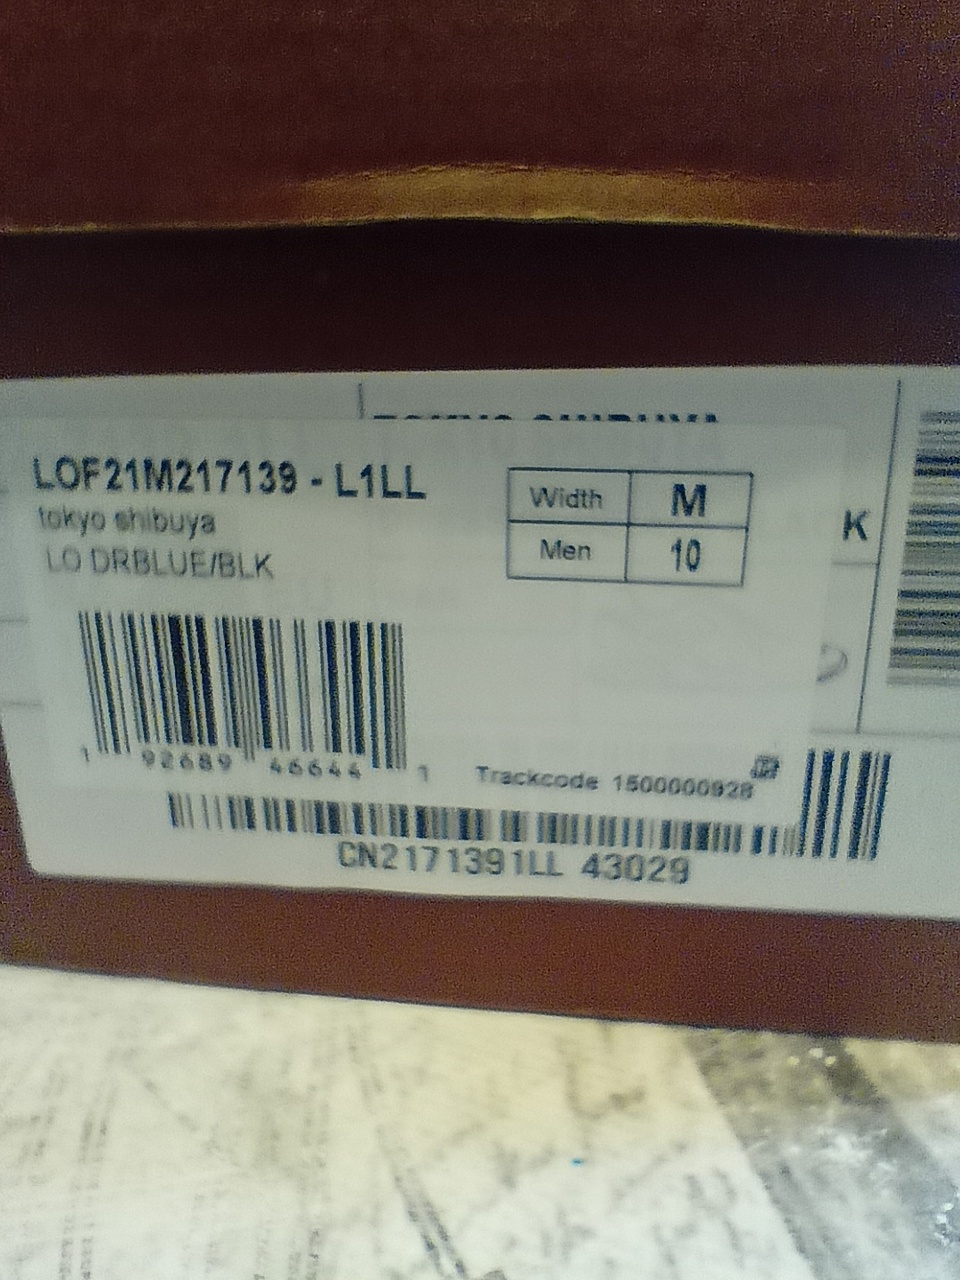 LOF21M217139 - L1LL
tokyo shibuya
LO DRBLUE/BLK
Width M
Men 10
K
1 92689 46644 1
Trackcode 1500000928
CN2171391LL 43029